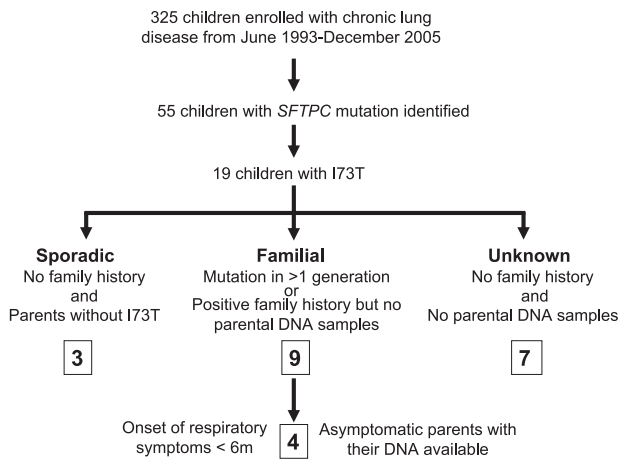 325 children enrolled with chronic lung
disease from June 1993-December 2005
55 children with SFTPC mutation identified
19 children with I73T
Sporadic
No family history
and
Parents without I73T
3
Familial
Mutation in >1 generation
or
Positive family history but no
parental DNA samples
9
Unknown
No family history
and
No parental DNA samples
7
Onset of respiratory
symptoms < 6m
4
Asymptomatic parents with
their DNA available